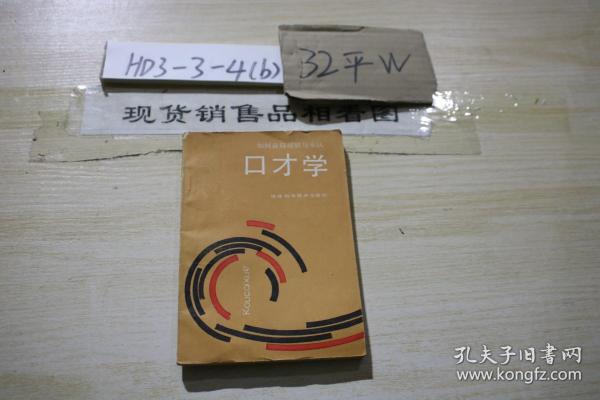 HD3-3-4(b)
32平W
现货销售品相看图
口才学
Koucaixue
孔夫子旧书网
www.kongfz.com